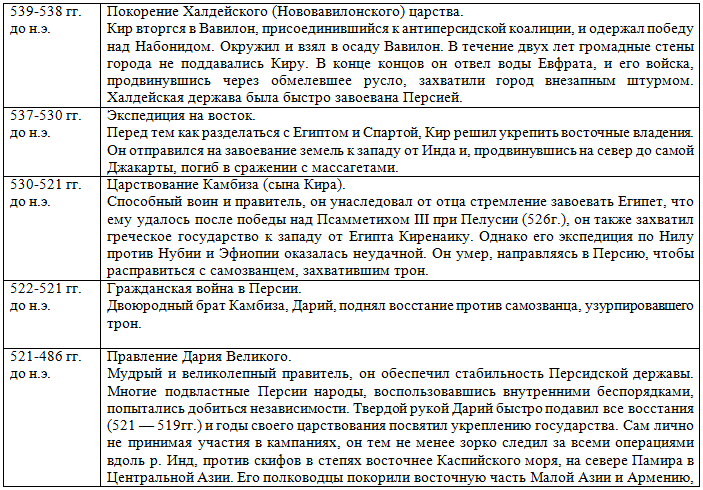 539-538 гг.
до н.э.
Покорение Халдейского (Нововавилонского) царства.
Кир вторгся в Вавилон, присоединившийся к антиперсидской коалиции, и одержал победу
над Набонидом. Окружил и взял в осаду Вавилон. В течение двух лет громадные стены
города не поддавались Киру. В конце концов он отвел воды Евфрата, и его войска,
продвинувшись через обмелевшее русло, захватили город внезапным штурмом.
Халдейская держава была быстро завоевана Персией.
537-530 гг.
до н.э.
Экспедиция на восток.
Перед тем как разделаться с Египтом и Спартой, Кир решил укрепить восточные владения.
Он отправился на завоевание земель к западу от Инда и, продвинувшись на север до самой
Джакарты, погиб в сражении с массагетами.
530-521 гг.
до н.э.
Царствование Камбиза (сына Кира).
Способный воин и правитель, он унаследовал от отца стремление завоевать Египет, что
ему удалось после победы над Псамметихом III при Пелусии (526г.), он также захватил
греческое государство к западу от Египта Киренаику. Однако его экспедиция по Нилу
против Нубии и Эфиопии оказалась неудачной. Он умер, направляясь в Персию, чтобы
расправиться с самозванцем, захватившим трон.
522-521 гг.
до н.э.
Гражданская война в Персии.
Двоюродный брат Камбиза, Дарий, поднял восстание против самозванца, узурпировавшего
трон.
521-486 гг.
до н.э.
Правление Дария Великого.
Мудрый и великолепный правитель, он обеспечил стабильность Персидской державы.
Многие подвластные Персии народы, воспользовавшись внутренними беспорядками,
попытались добиться независимости. Твердой рукой Дарий быстро подавил все восстания
(521 — 519гг.) и годы своего царствования посвятил укреплению государства. Сам лично
не принимая участия в кампаниях, он тем не менее зорко следил за всеми операциями
вдоль р. Инд, против скифов в степях восточнее Каспийского моря, на севере Памира в
Центральной Азии. Его полководцы покорили восточную часть Малой Азии и Армению,